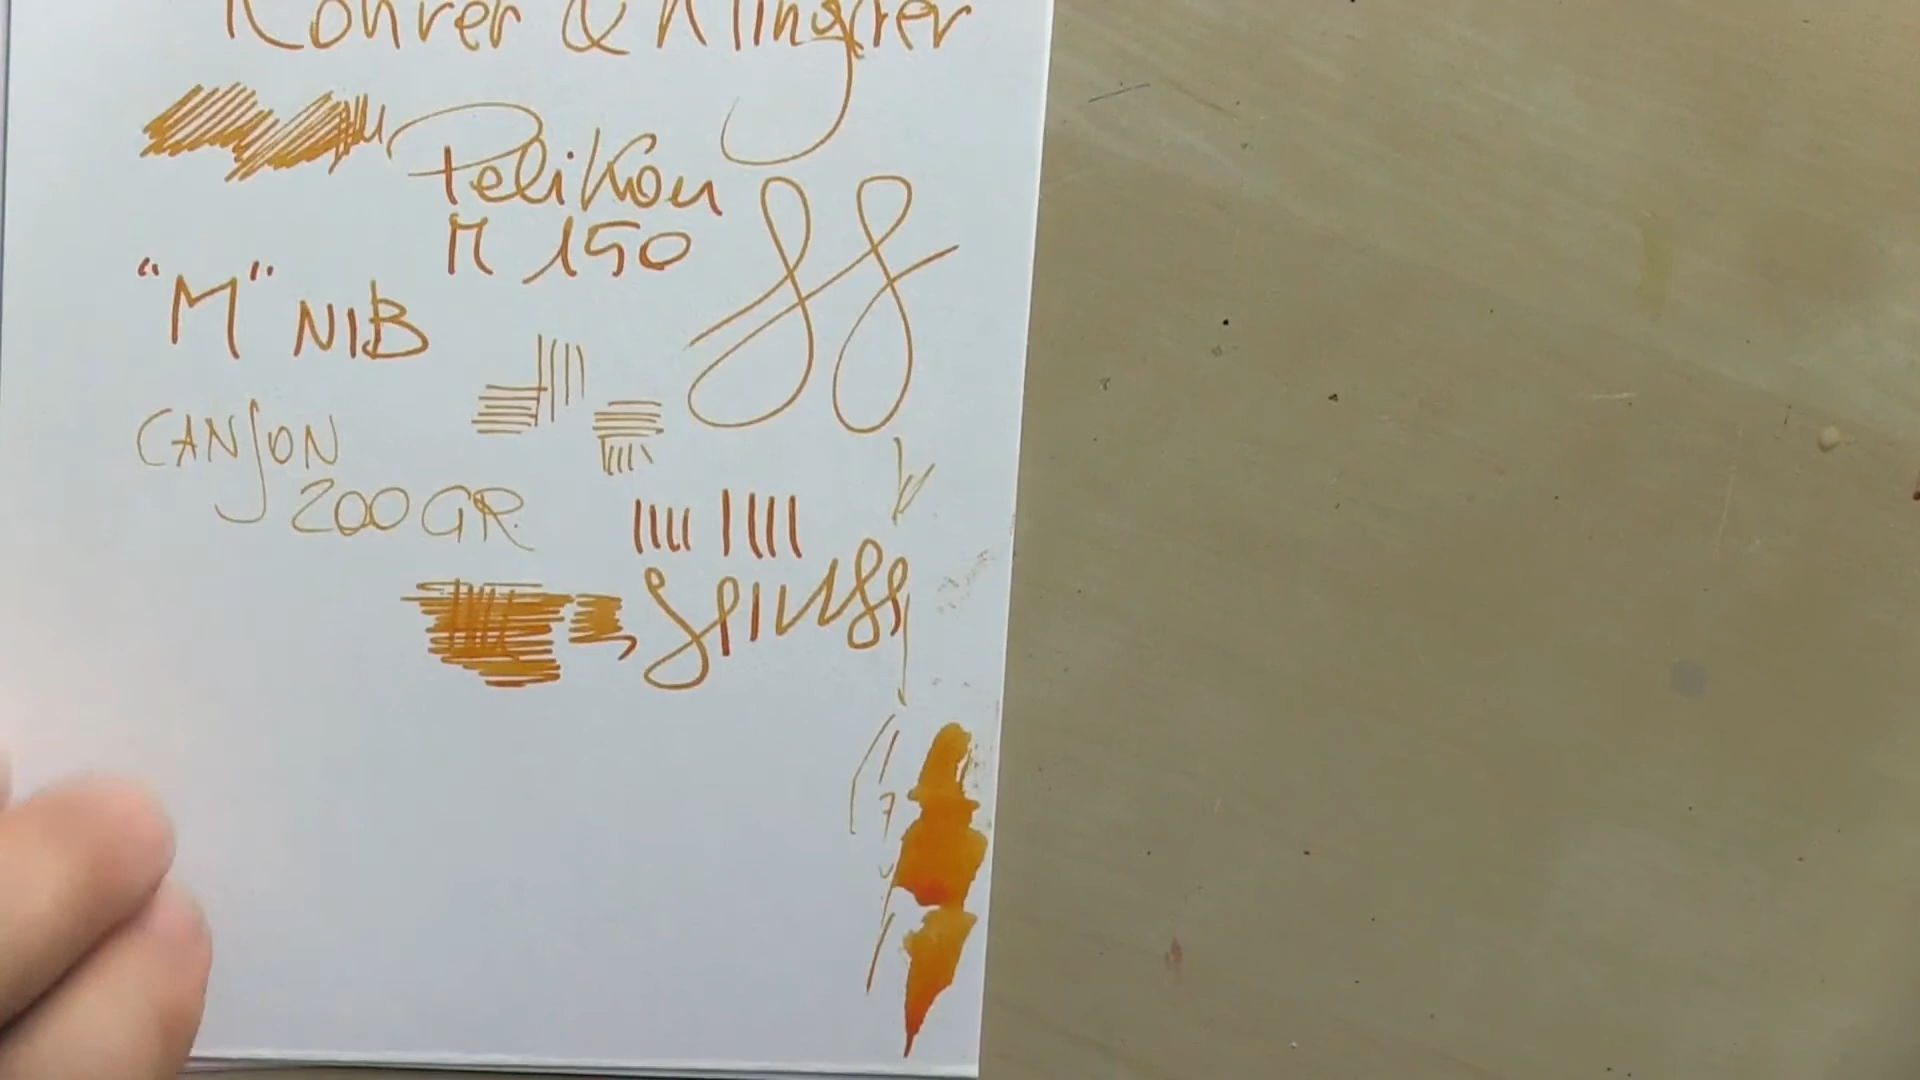 Rohrer & Klingner
Pelikan
M 150
"M" NIB
CANSON
200 GR